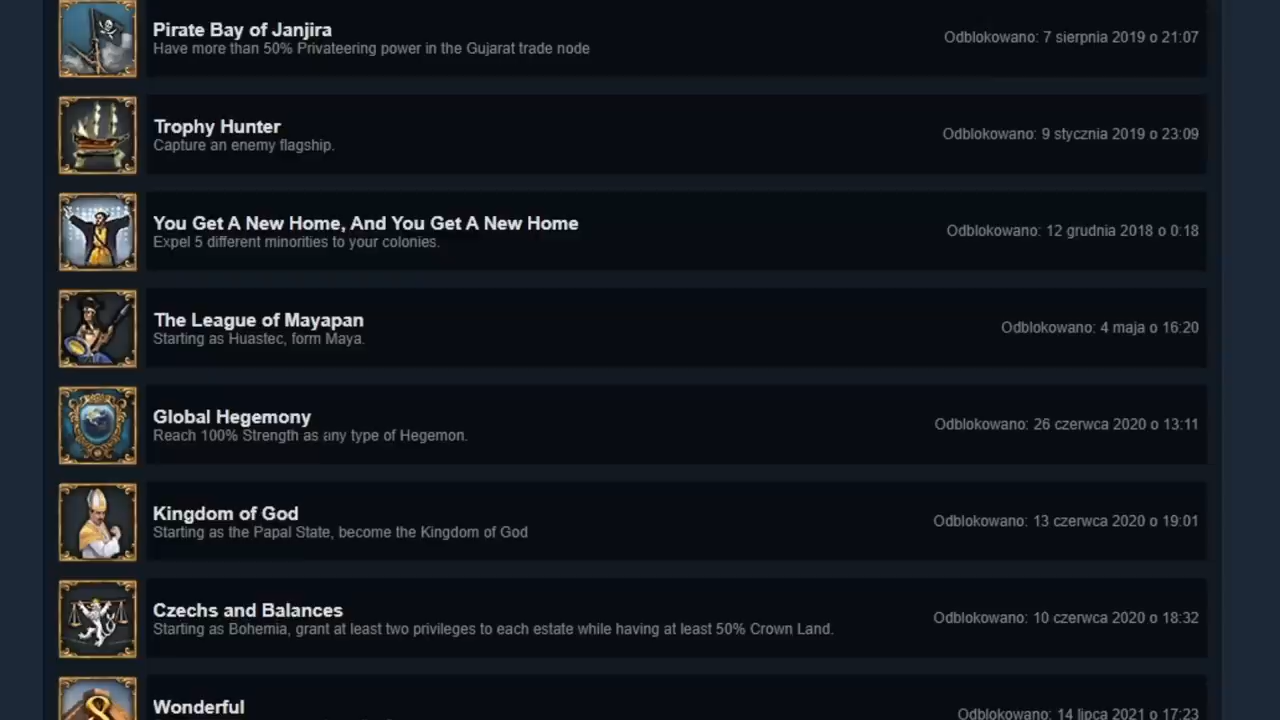 Pirate Bay of Janjira
Have more than 50% Privateering power in the Gujarat trade node
Odblokowano: 7 sierpnia 2019 o 21:07
Trophy Hunter
Capture an enemy flagship.
Odblokowano: 9 stycznia 2019 o 23:09
You Get A New Home, And You Get A New Home
Expel 5 different minorities to your colonies.
Odblokowano: 12 grudnia 2018 o 0:18
The League of Mayapan
Starting as Huastec, form Maya.
Odblokowano: 4 maja o 16:20
Global Hegemony
Reach 100% Strength as any type of Hegemon.
Odblokowano: 26 czerwca 2020 o 13:11
Kingdom of God
Starting as the Papal State, become the Kingdom of God
Odblokowano: 13 czerwca 2020 o 19:01
Czechs and Balances
Starting as Bohemia, grant at least two privileges to each estate while having at least 50% Crown Land.
Odblokowano: 10 czerwca 2020 o 18:32
Wonderful
Odblokowano: 14 lipca 2021 o 17:23